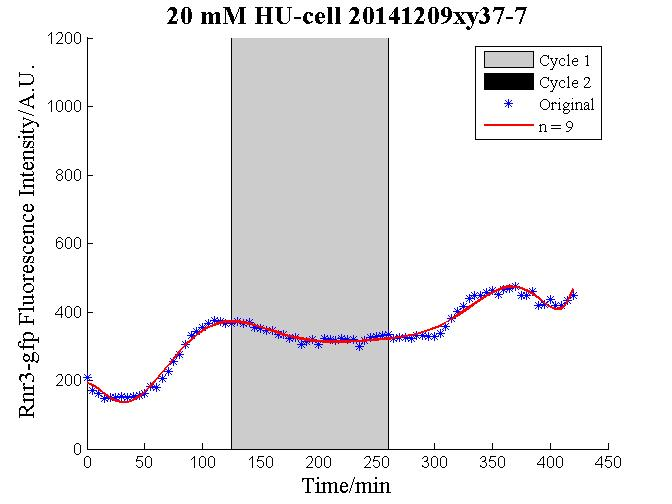 20 mM HU-cell 20141209xy37-7
1200
1000
800
600
400
200
0
Rnr3-gfp Fluorescence Intensity/A.U.
Cycle 1
Cycle 2
Original
n = 9
0 50 100 150 200 250 300 350 400 450
Time/min